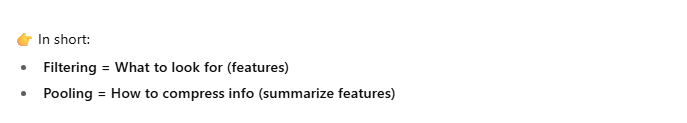 👉 In short:
• Filtering = What to look for (features)
• Pooling = How to compress info (summarize features)